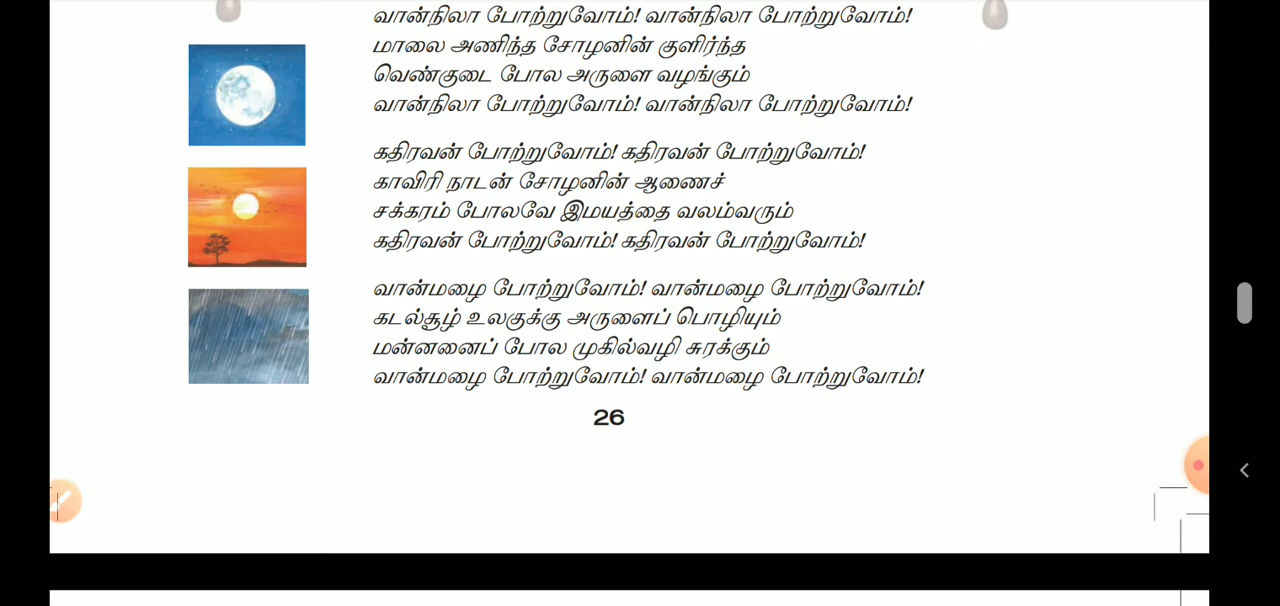 வான்நிலா போற்றுவோம்! வான்நிலா போற்றுவோம்!
மாலை அணிந்த சோழனின் குளிர்ந்த
வெண்குடை போல அருளை வழங்கும்
வான்நிலா போற்றுவோம்! வான்நிலா போற்றுவோம்!
கதிரவன் போற்றுவோம்! கதிரவன் போற்றுவோம்!
காவிரி நாடன் சோழனின் ஆணைச்
சக்கரம் போலவே இமயத்தை வலம்வரும்
கதிரவன் போற்றுவோம்! கதிரவன் போற்றுவோம்!
வான்மழை போற்றுவோம்! வான்மழை போற்றுவோம்!
கடல்சூழ் உலகுக்கு அருளைப் பொழியும்
மன்னனைப் போல முகில்வழி சுரக்கும்
வான்மழை போற்றுவோம்! வான்மழை போற்றுவோம்!
26